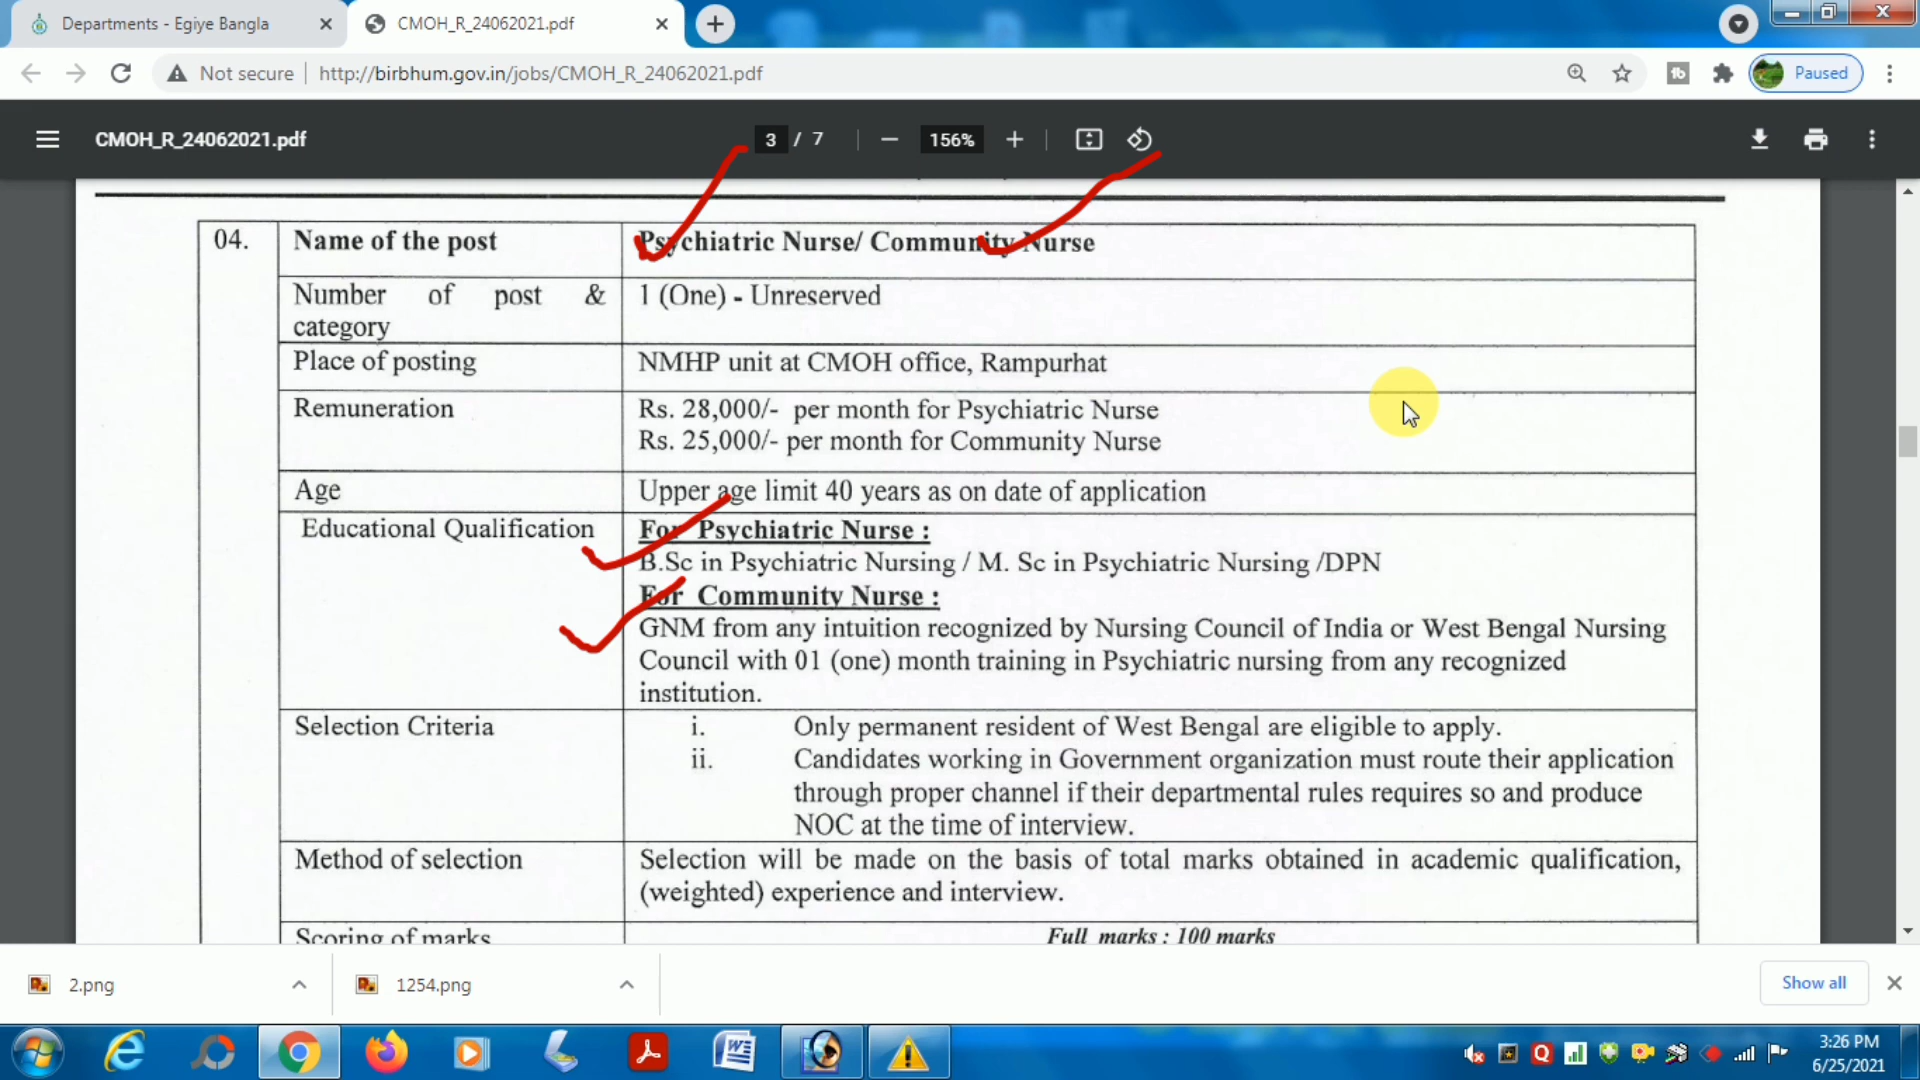 Departments - Egiye Bangla
CMOH_R_24062021.pdf
Not secure
http://birbhum.gov.in/jobs/CMOH_R_24062021.pdf
Paused
CMOH_R_24062021.pdf
3 / 7
156%
04.
Name of the post
Psychiatric Nurse/ Community Nurse
Number of post &
category
1 (One) - Unreserved
Place of posting
NMHP unit at CMOH office, Rampurhat
Remuneration
Rs. 28,000/- per month for Psychiatric Nurse
Rs. 25,000/- per month for Community Nurse
Age
Upper age limit 40 years as on date of application
Educational Qualification
For Psychiatric Nurse :
B.Sc in Psychiatric Nursing / M. Sc in Psychiatric Nursing /DPN
For Community Nurse :
GNM from any intuition recognized by Nursing Council of India or West Bengal Nursing
Council with 01 (one) month training in Psychiatric nursing from any recognized
institution.
Selection Criteria
i. Only permanent resident of West Bengal are eligible to apply.
ii. Candidates working in Government organization must route their application
through proper channel if their departmental rules requires so and produce
NOC at the time of interview.
Method of selection
Selection will be made on the basis of total marks obtained in academic qualification,
(weighted) experience and interview.
Scoring of marks
Full marks : 100 marks
2.png
1254.png
Show all
3:26 PM
6/25/2021